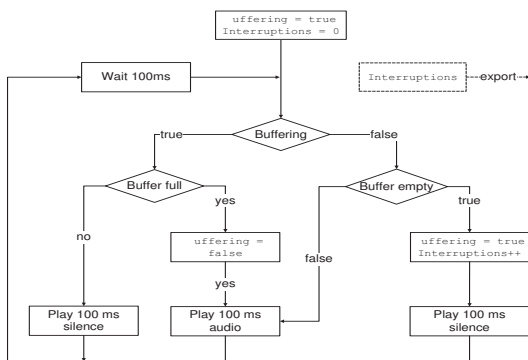 uffering = true
Interruptions = 0
Wait 100ms
Interruptions
export
Buffering
true
false
Buffer full
Buffer empty
yes
true
no
uffering =
false
uffering = true
Interruptions++
false
yes
Play 100 ms
silence
Play 100 ms
audio
Play 100 ms
silence